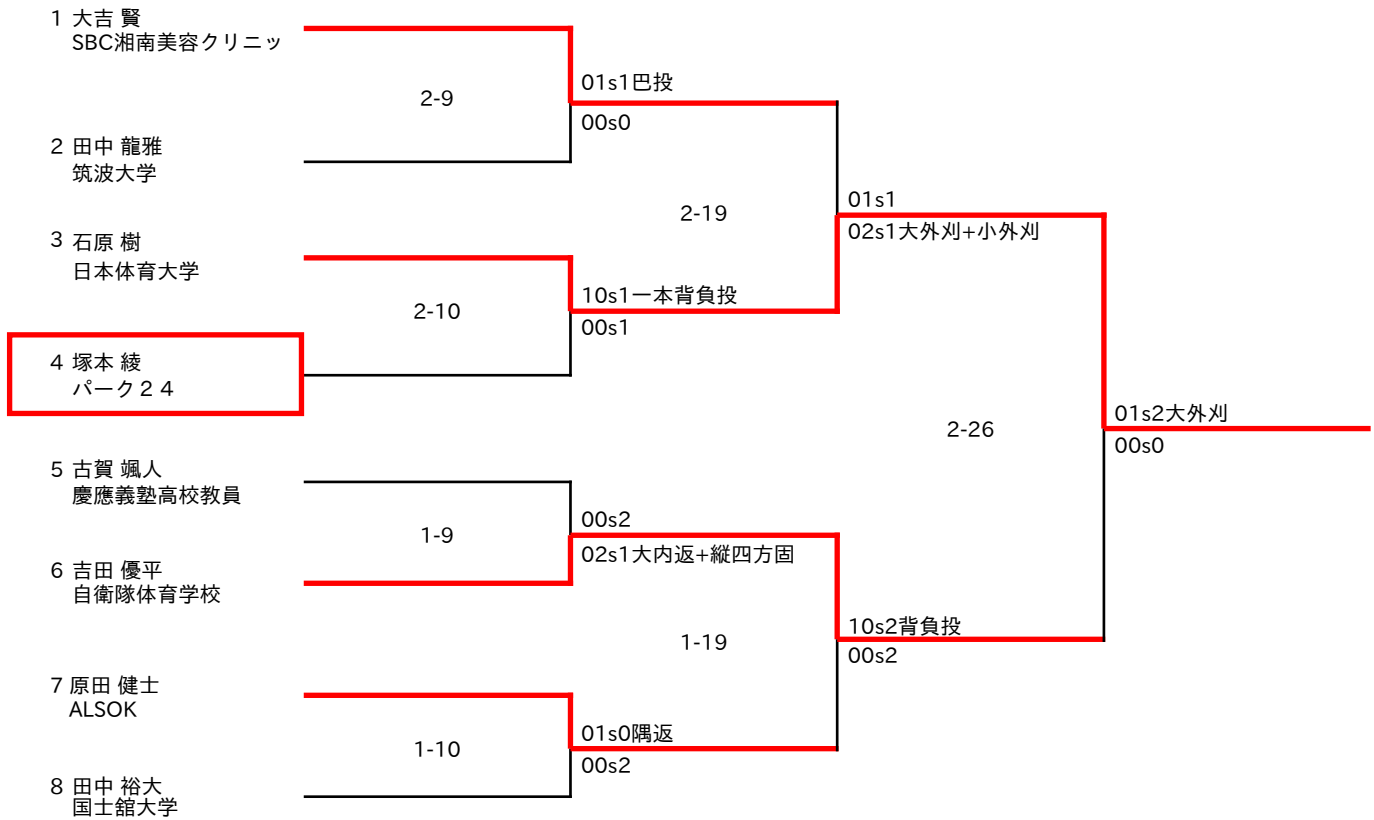 1 大吉 賢
SBC湘南美容クリニッ
2-9
01s1巴投
00s0
2 田中 龍雅
筑波大学
2-19
01s1
02s1大外刈+小外刈
3 石原 樹
日本体育大学
2-10
10s1一本背負投
00s1
4 塚本 綾
パーク２４
2-26
01s2大外刈
00s0
5 古賀 颯人
慶應義塾高校教員
1-9
00s2
02s1大内返+縦四方固
6 吉田 優平
自衛隊体育学校
1-19
10s2背負投
00s2
7 原田 健士
ALSOK
1-10
01s0隅返
00s2
8 田中 裕大
国士舘大学